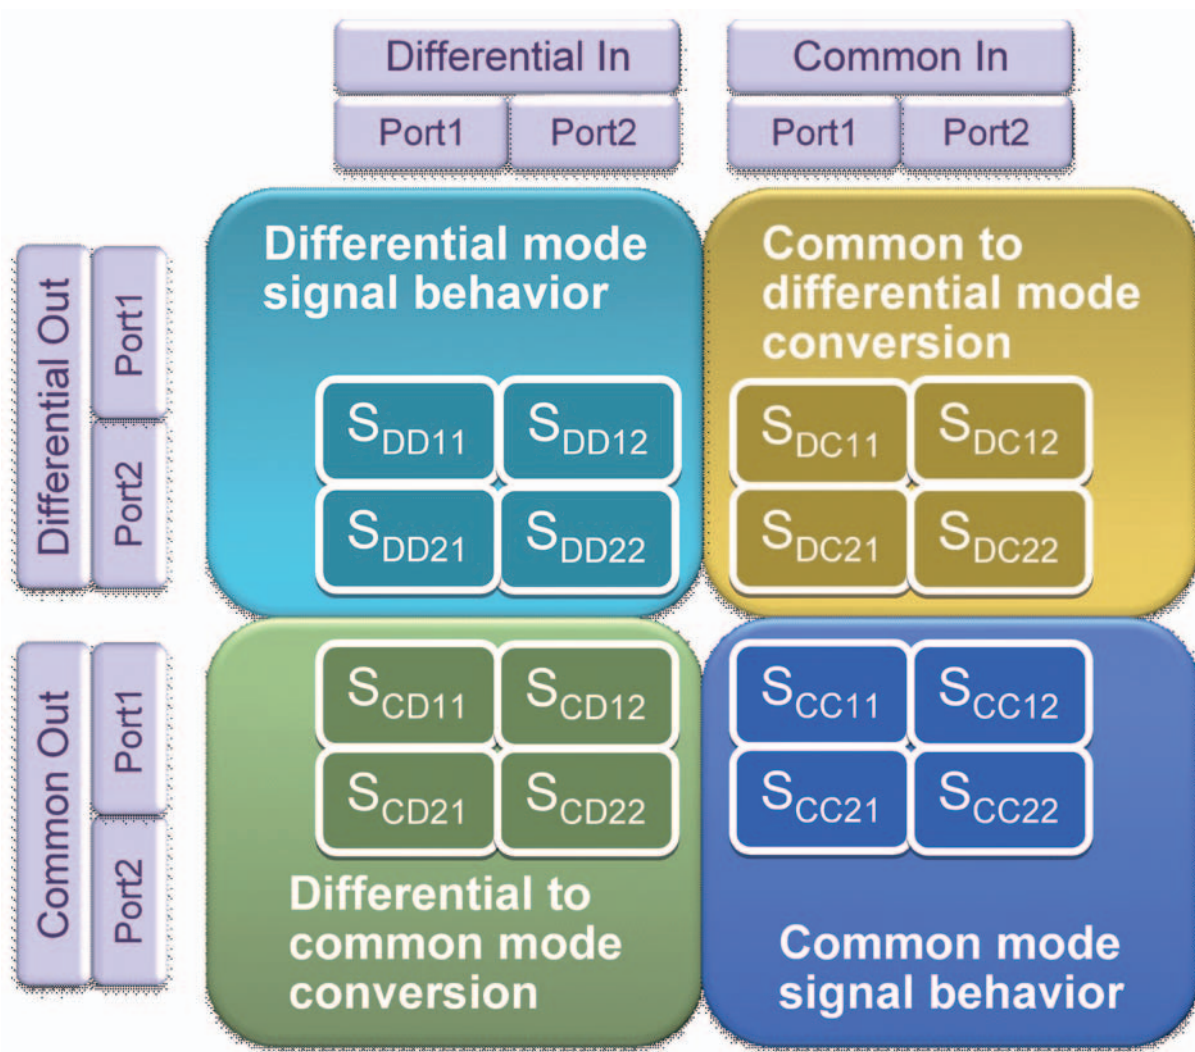 Differential In
Common In
Port1
Port2
Port1
Port2
Differential Out
Port1
Port2
Differential mode
signal behavior
Common to
differential mode
conversion
SDD11
SDD12
SDC11
SDC12
SDD21
SDD22
SDC21
SDC22
Common Out
Port1
Port2
SCD11
SCD12
SCC11
SCC12
SCD21
SCD22
SCC21
SCC22
Differential to
common mode
conversion
Common mode
signal behavior